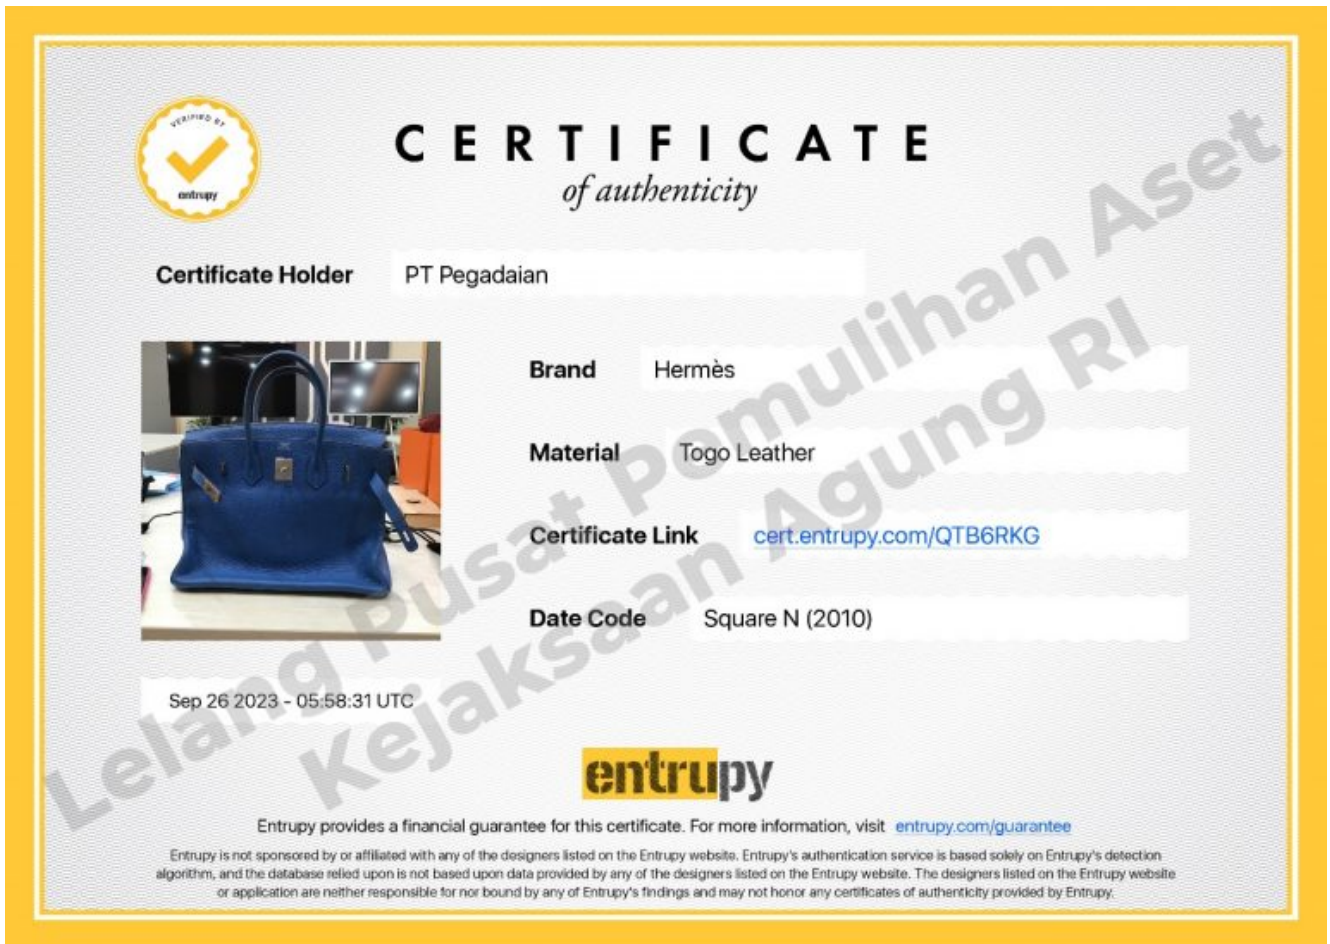 VERIFIED BY
entrupy
CERTIFICATE
of authenticity
Certificate Holder PT Pegadaian
Brand Hermès
Material Togo Leather
Certificate Link cert.entrupy.com/QTB6RKG
Date Code Square N (2010)
Sep 26 2023 - 05:58:31 UTC
Lelang Pusat Pemulihan Aset
Kejaksaan Agung RI
entrupy
Entrupy provides a financial guarantee for this certificate. For more information, visit entrupy.com/guarantee
Entrupy is not sponsored by or affiliated with any of the designers listed on the Entrupy website. Entrupy's authentication service is based solely on Entrupy's detection
algorithm, and the database relied upon is not based upon data provided by any of the designers listed on the Entrupy website. The designers listed on the Entrupy website
or application are neither responsible for nor bound by any of Entrupy's findings and may not honor any certificates of authenticity provided by Entrupy.